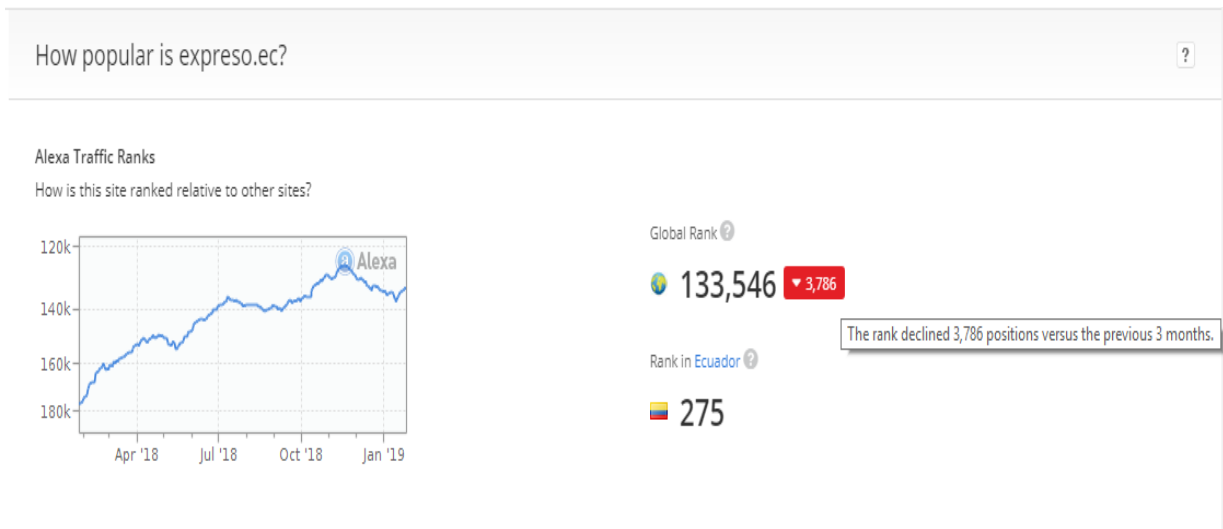 How popular is expreso.ec?
?
Alexa Traffic Ranks
How is this site ranked relative to other sites?
120k
140k
160k
180k
a Alexa
Apr '18 Jul '18 Oct '18 Jan '19
Global Rank ?
133,546 3,786
The rank declined 3,786 positions versus the previous 3 months.
Rank in Ecuador ?
275